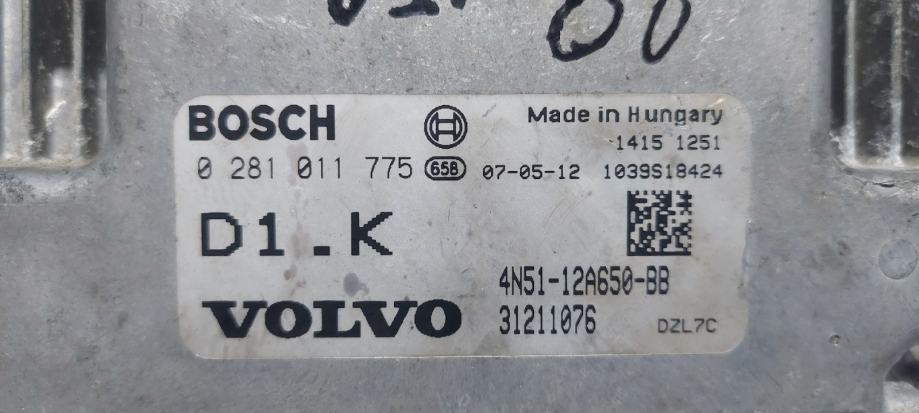 BOSCH
Made in Hungary
1415 1251
0 281 011 775 658 07-05-12 1039S18424
D1.K
4N51-12A650-BB
VOLVO 31211076 DZL7C